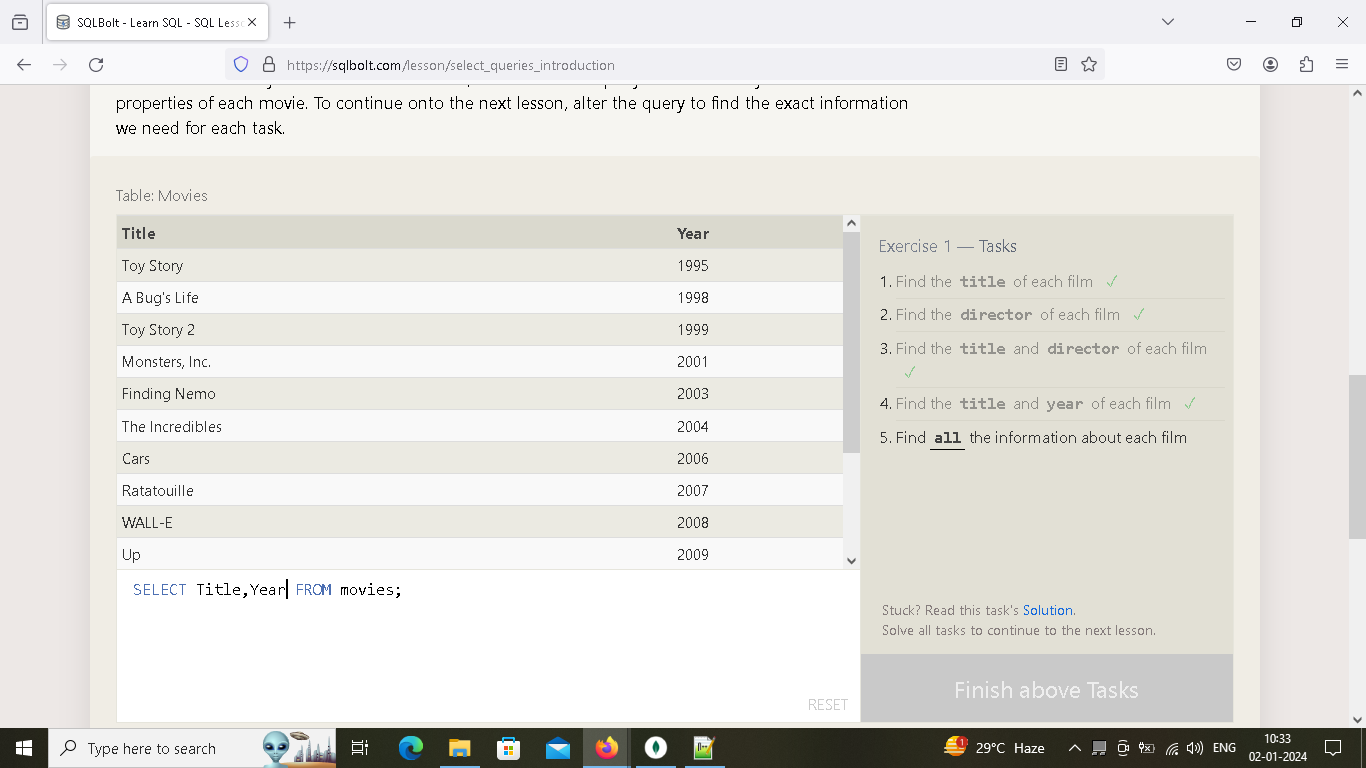 SQLBolt - Learn SQL - SQL Less
https://sqlbolt.com/lesson/select_queries_introduction
properties of each movie. To continue onto the next lesson, alter the query to find the exact information
we need for each task.
Table: Movies
Title Year
Toy Story 1995
A Bug's Life 1998
Toy Story 2 1999
Monsters, Inc. 2001
Finding Nemo 2003
The Incredibles 2004
Cars 2006
Ratatouille 2007
WALL-E 2008
Up 2009
SELECT Title,Year FROM movies;
RESET
Exercise 1 — Tasks
1. Find the title of each film ✓
2. Find the director of each film ✓
3. Find the title and director of each film
✓
4. Find the title and year of each film ✓
5. Find all the information about each film
Stuck? Read this task's Solution.
Solve all tasks to continue to the next lesson.
Finish above Tasks
Type here to search
1
29°C Haze
ENG
10:33
02-01-2024